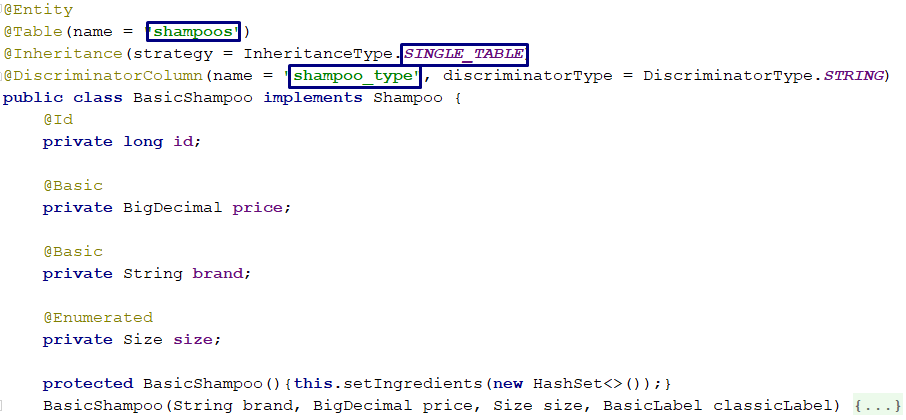 @Entity
@Table(name = "shampoos")
@Inheritance(strategy = InheritanceType.SINGLE_TABLE)
@DiscriminatorColumn(name = "shampoo_type", discriminatorType = DiscriminatorType.STRING)
public class BasicShampoo implements Shampoo {
    @Id
    private long id;

    @Basic
    private BigDecimal price;

    @Basic
    private String brand;

    @Enumerated
    private Size size;

    protected BasicShampoo(){this.setIngredients(new HashSet<>());}
    BasicShampoo(String brand, BigDecimal price, Size size, BasicLabel classicLabel) {...}